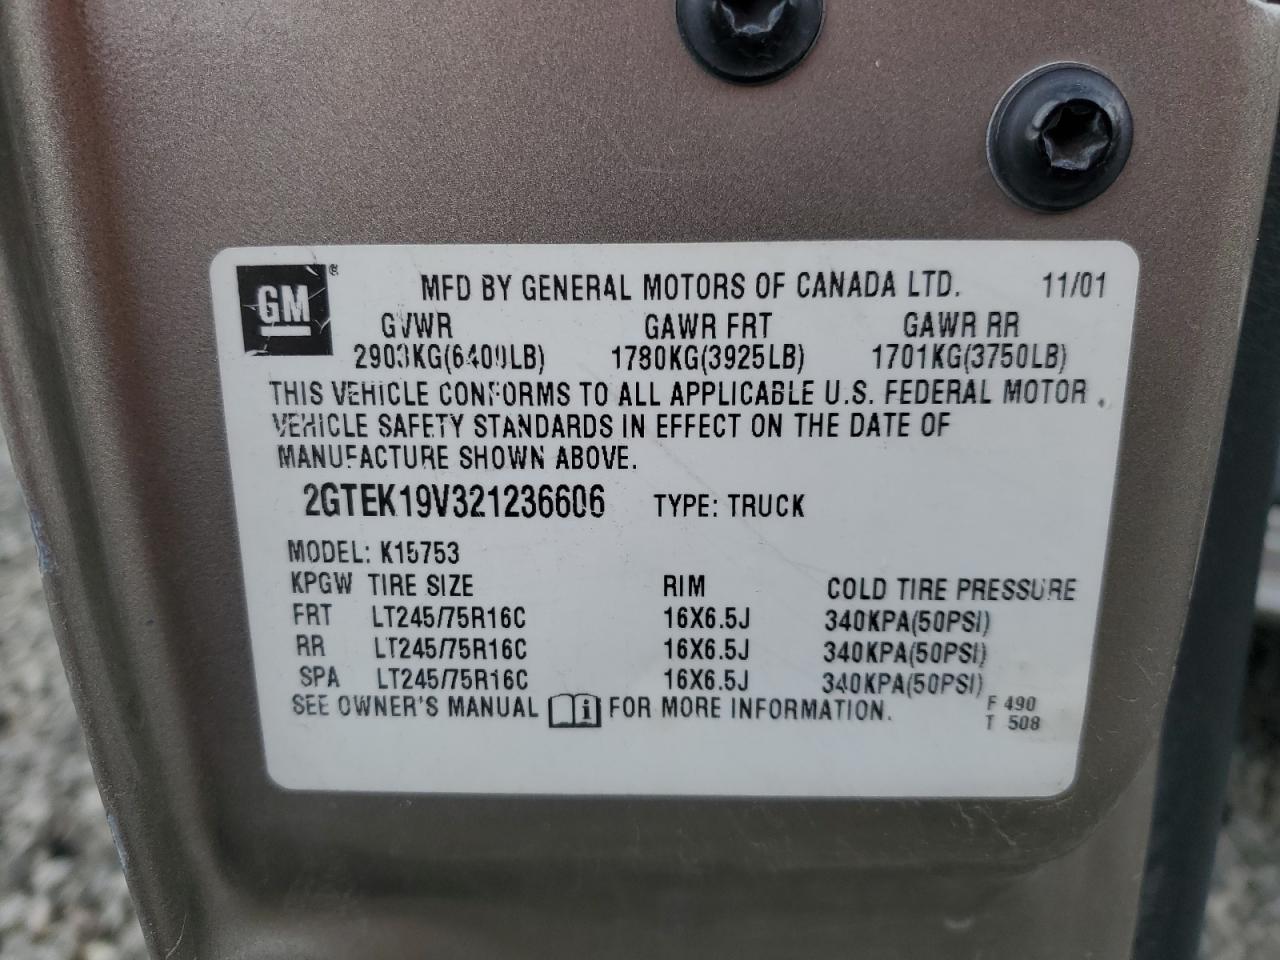 GM ®
MFD BY GENERAL MOTORS OF CANADA LTD. 11/01
GVWR GAWR FRT GAWR RR
2903KG(6400LB) 1780KG(3925LB) 1701KG(3750LB)
THIS VEHICLE CONFORMS TO ALL APPLICABLE U.S. FEDERAL MOTOR
VEHICLE SAFETY STANDARDS IN EFFECT ON THE DATE OF
MANUFACTURE SHOWN ABOVE.
2GTEK19V321236606 TYPE: TRUCK
MODEL: K15753
KPGW TIRE SIZE RIM COLD TIRE PRESSURE
FRT LT245/75R16C 16X6.5J 340KPA(50PSI)
RR LT245/75R16C 16X6.5J 340KPA(50PSI)
SPA LT245/75R16C 16X6.5J 340KPA(50PSI)
SEE OWNER'S MANUAL i FOR MORE INFORMATION.
F 490
T 508